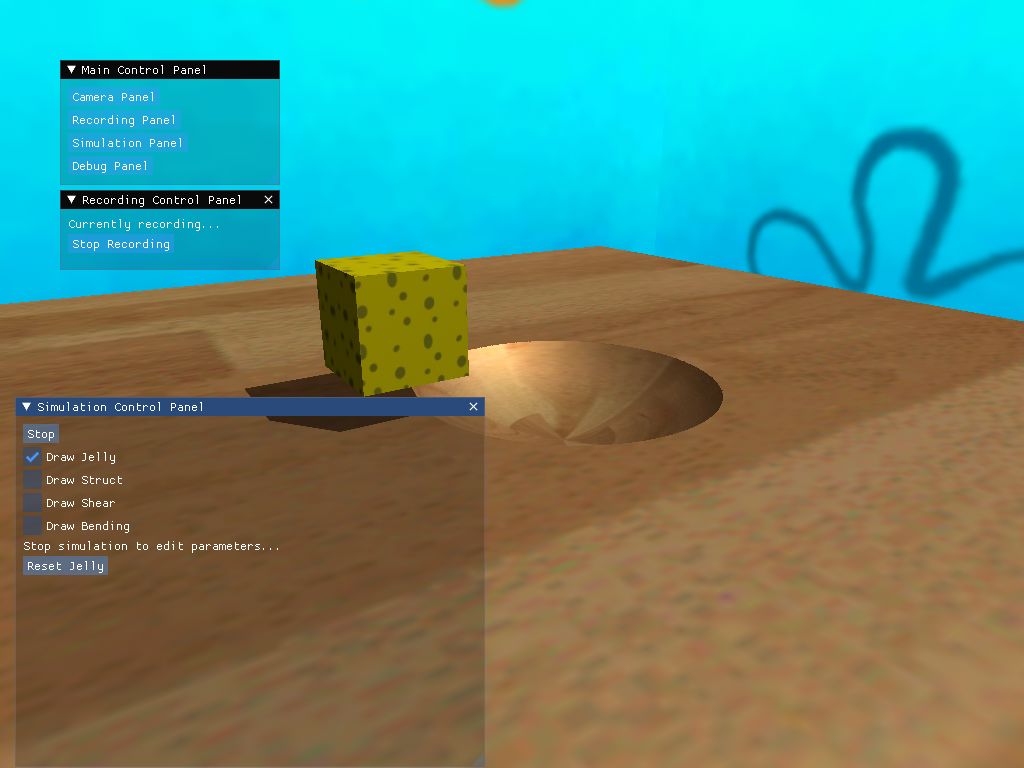 Main Control Panel
Camera Panel
Recording Panel
Simulation Panel
Debug Panel
Recording Control Panel
Currently recording...
Stop Recording
Simulation Control Panel
Stop
Draw Jelly
Draw Struct
Draw Shear
Draw Bending
Stop simulation to edit parameters...
Reset Jelly